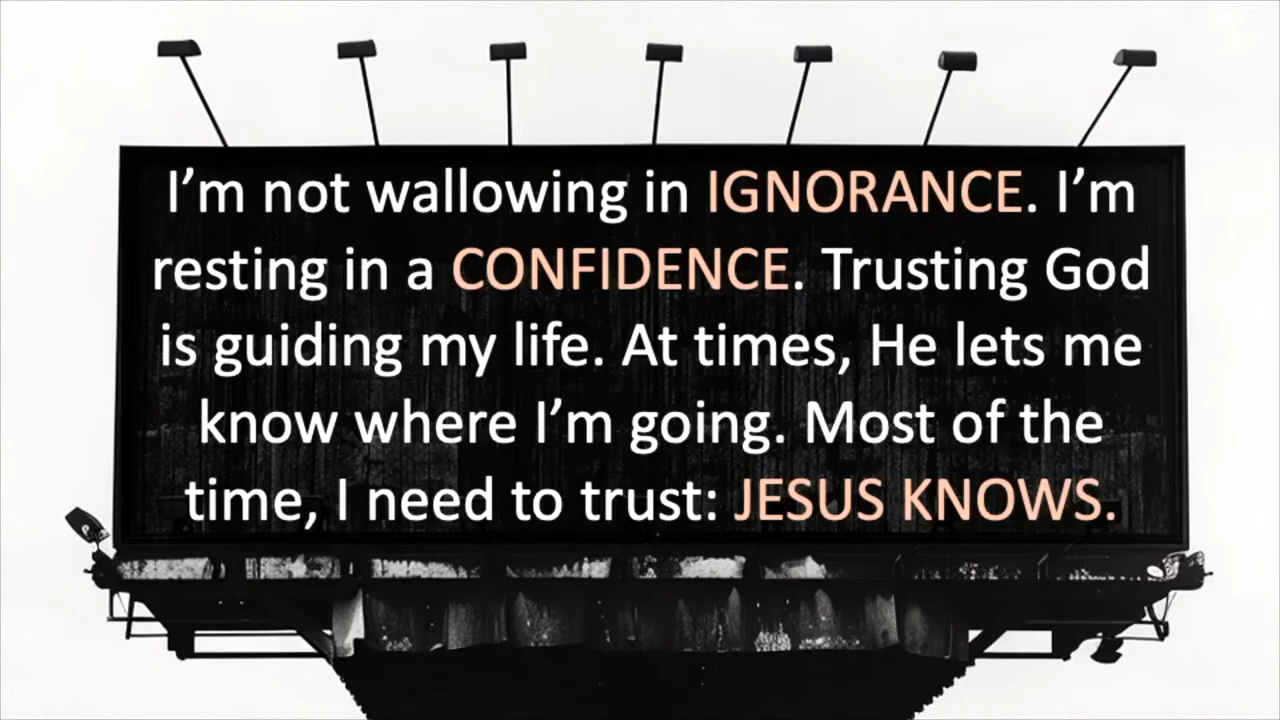 I’m not wallowing in IGNORANCE. I’m
resting in a CONFIDENCE. Trusting God
is guiding my life. At times, He lets me
know where I’m going. Most of the
time, I need to trust: JESUS KNOWS.